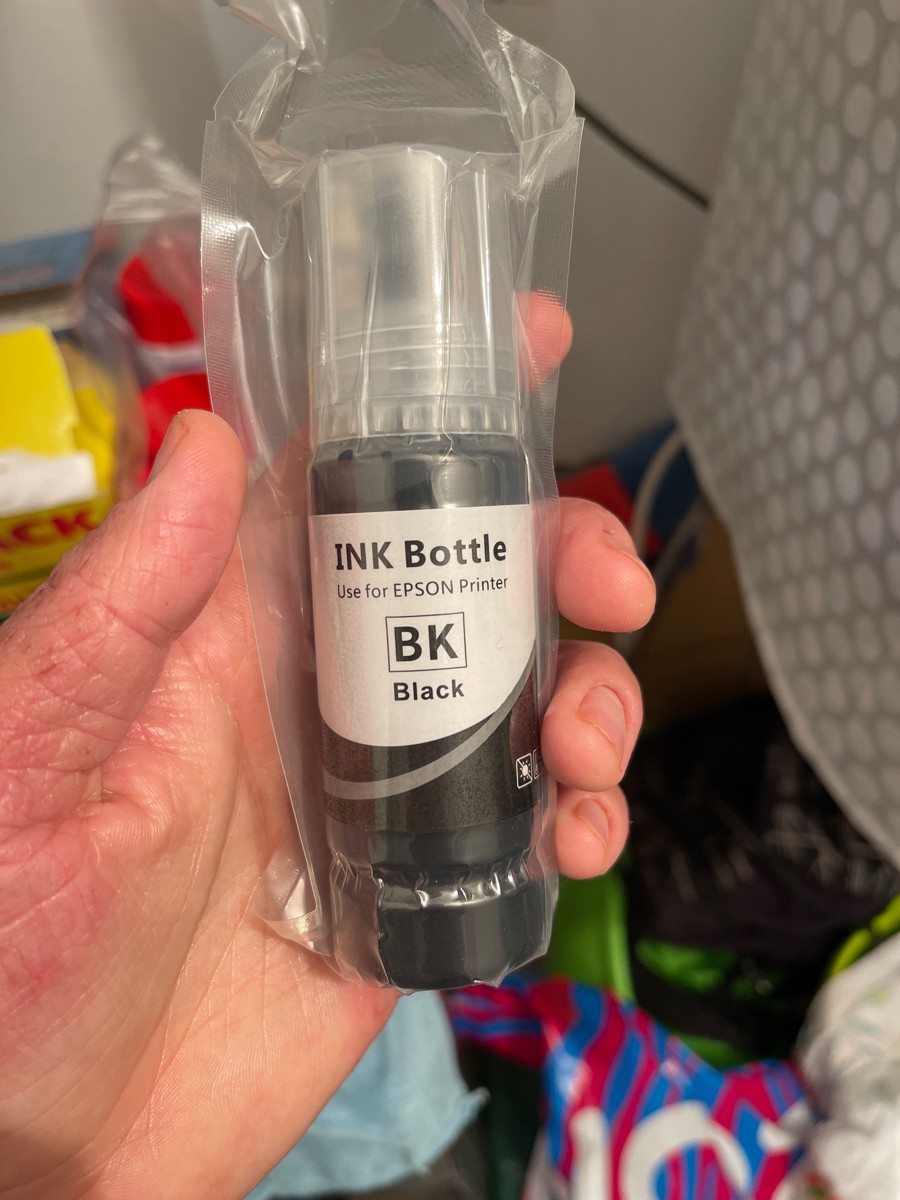 INK Bottle
Use for EPSON Printer
BK
Black